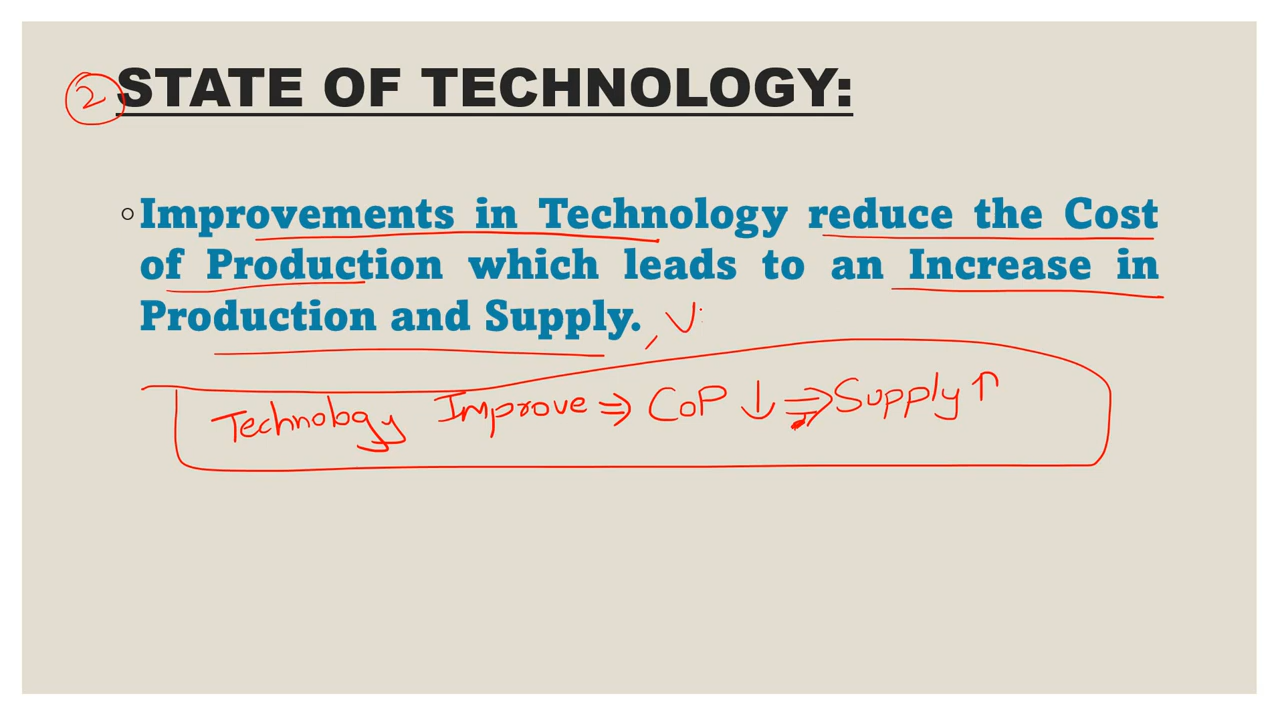 ② STATE OF TECHNOLOGY:
◦ Improvements in Technology reduce the Cost
of Production which leads to an Increase in
Production and Supply.
Technology Improve ⇒ CoP ↓ ⇒ Supply ↑